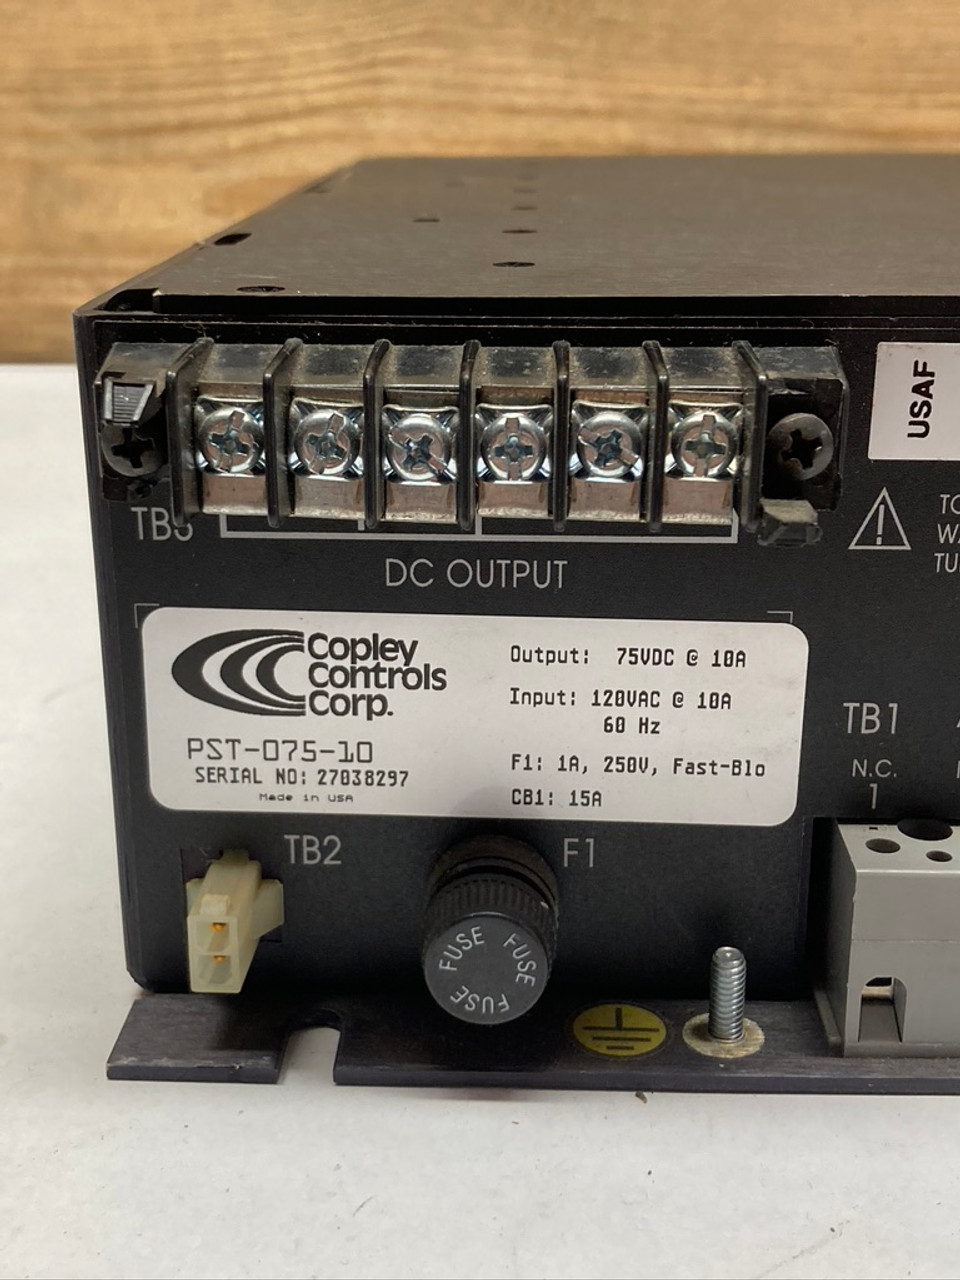 USAF
TB3
DC OUTPUT
Copley
Controls
Corp.
PST-075-10
SERIAL NO: 27038297
Made in USA
Output: 75VDC @ 10A
Input: 120VAC @ 10A
60 Hz
F1: 1A, 250V, Fast-Blo
CB1: 15A
TB1
N.C.
1
TB2
F1
FUSE FUSE FUSE FUSE